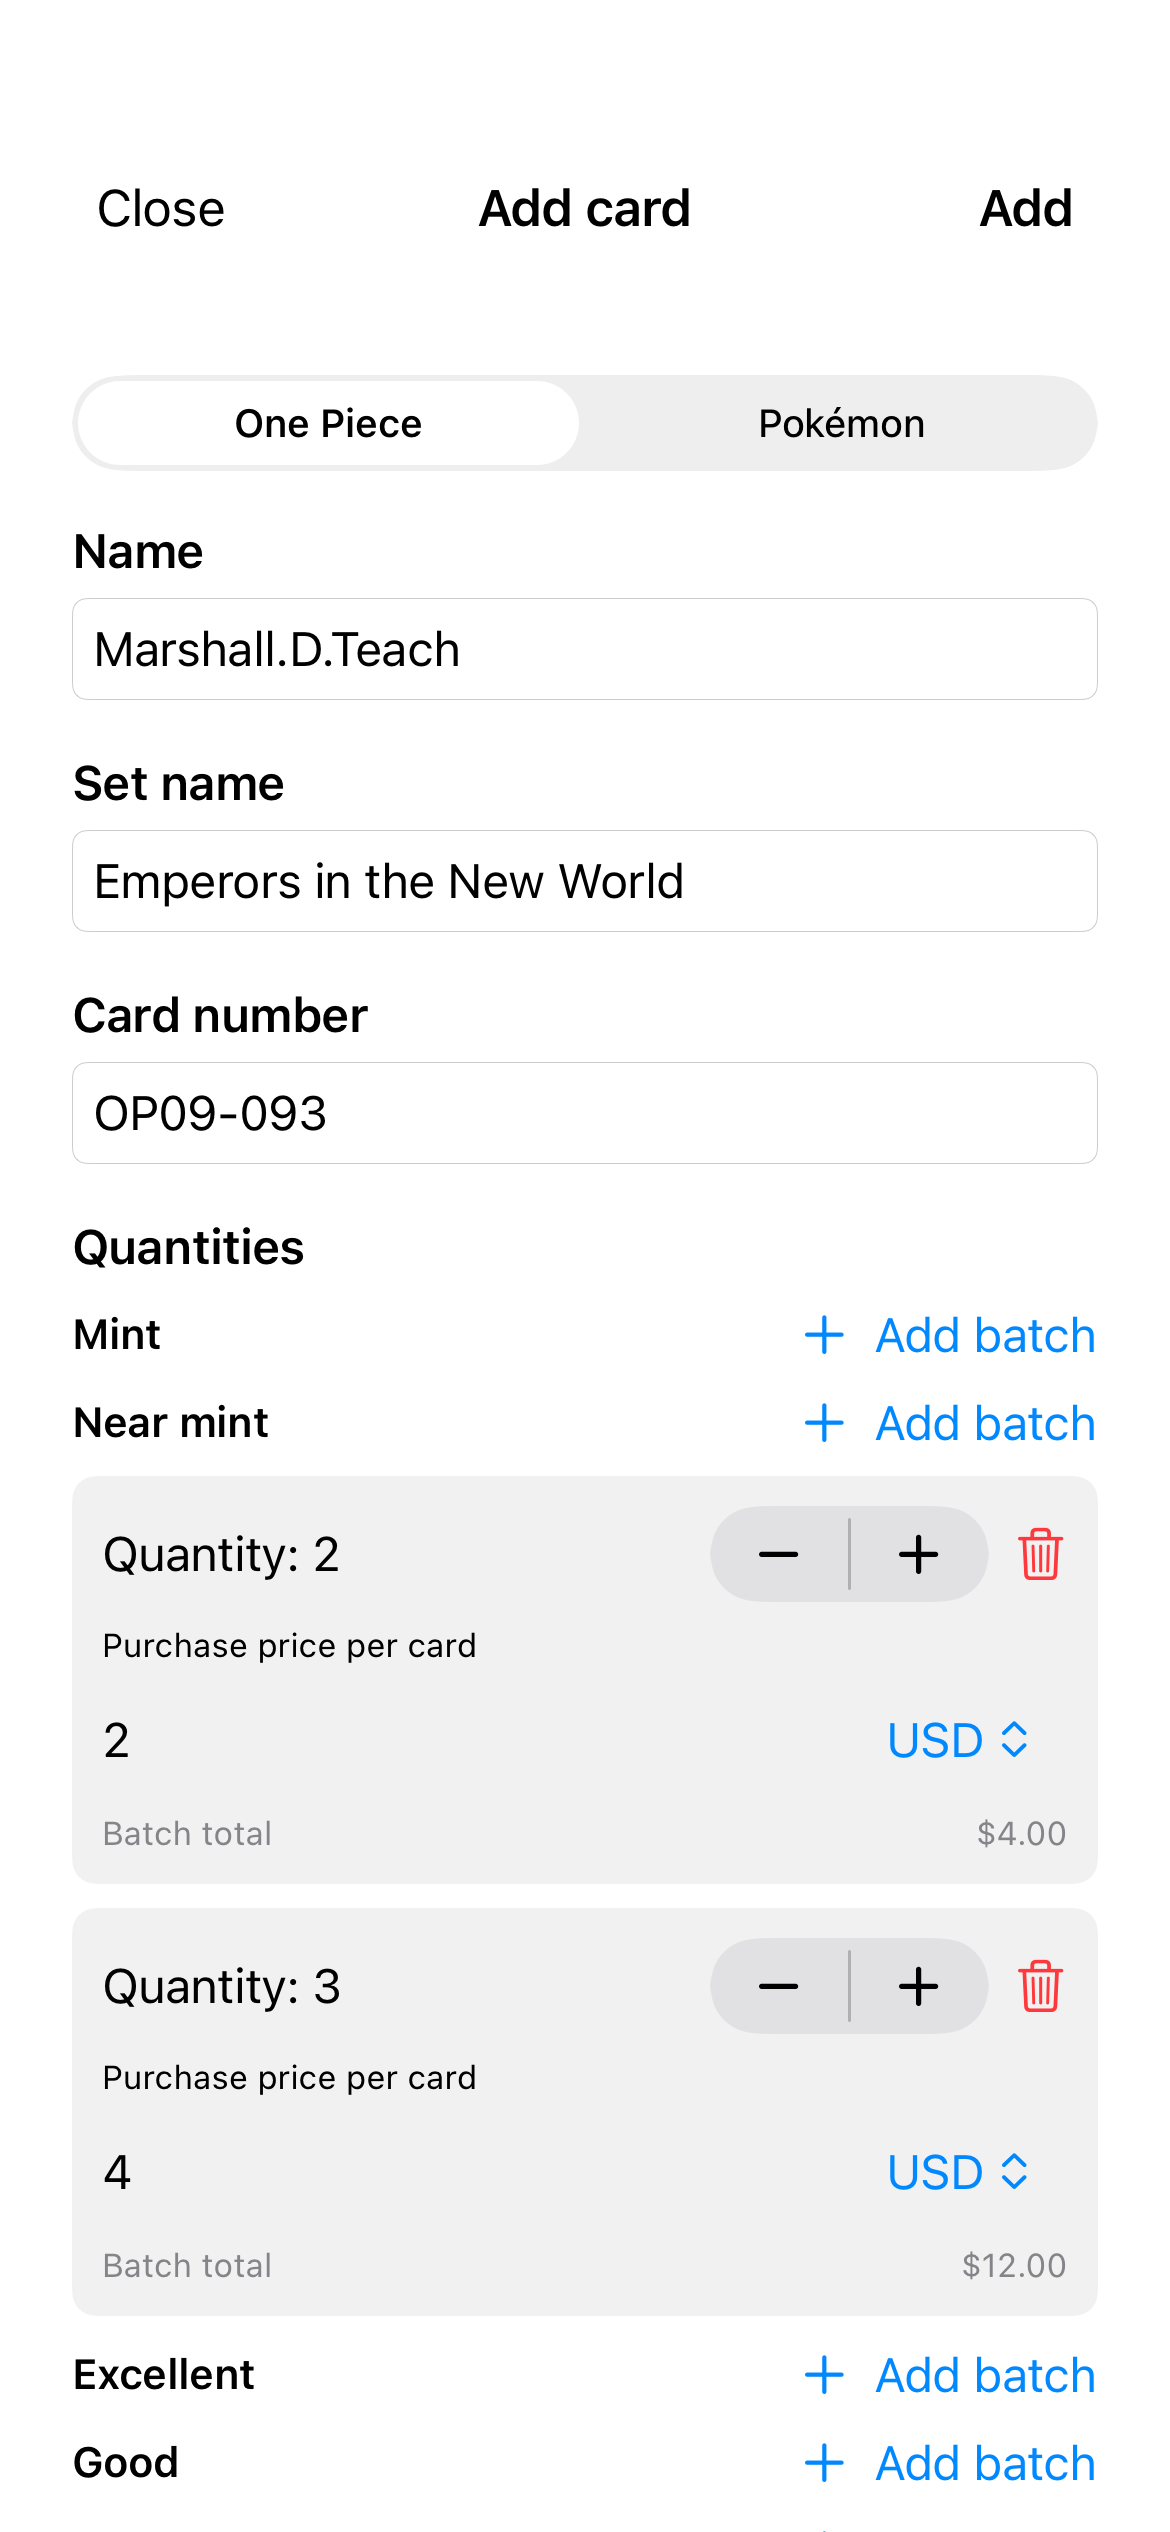 Close Add card Add
One Piece Pokémon
Name
Marshall.D.Teach
Set name
Emperors in the New World
Card number
OP09-093
Quantities
Mint + Add batch
Near mint + Add batch
Quantity: 2 − +
Purchase price per card
2 USD
Batch total $4.00
Quantity: 3 − +
Purchase price per card
4 USD
Batch total $12.00
Excellent + Add batch
Good + Add batch